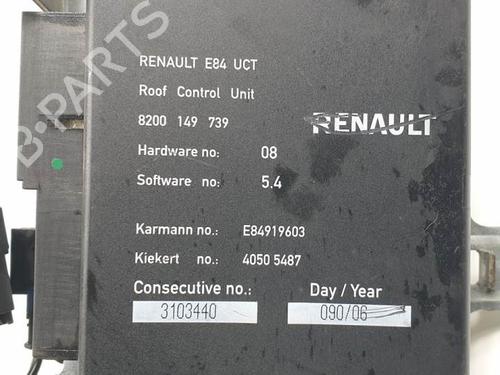 B-PARTS
RENAULT E84 UCT
Roof Control Unit
8200 149 739
RENAULT
Hardware no: 08
Software no: 5.4
Karmann no.: E84919603
Kiekert no.: 4050 5487
Consecutive no.: Day / Year
3103440 090/06